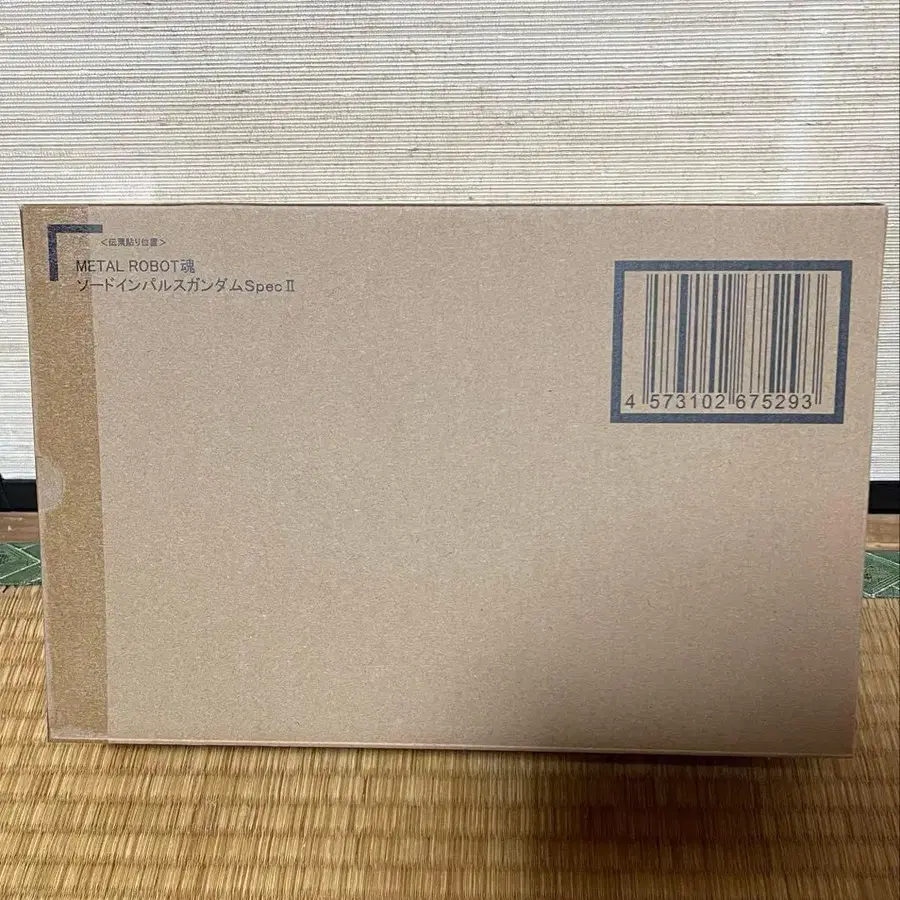 ＜伝票貼り位置＞
METAL ROBOT魂
ソードインパルスガンダムSpecⅡ
4 573102 675293